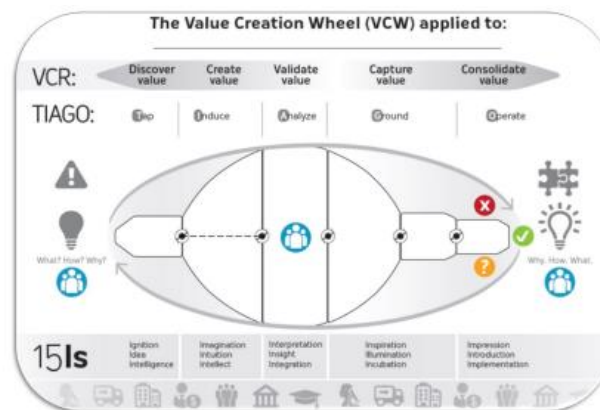 The Value Creation Wheel (VCW) applied to:
VCR:
Discover value
Create value
Validate value
Capture value
Consolidate value
TIAGO:
Tap
Induce
Analyze
Ground
Operate
What? How? Why?
Why. How. What.
15Is
Ignition
Idea
Intelligence
Imagination
Intuition
Intellect
Interpretation
Insight
Integration
Inspiration
Illumination
Incubation
Impression
Introduction
Implementation